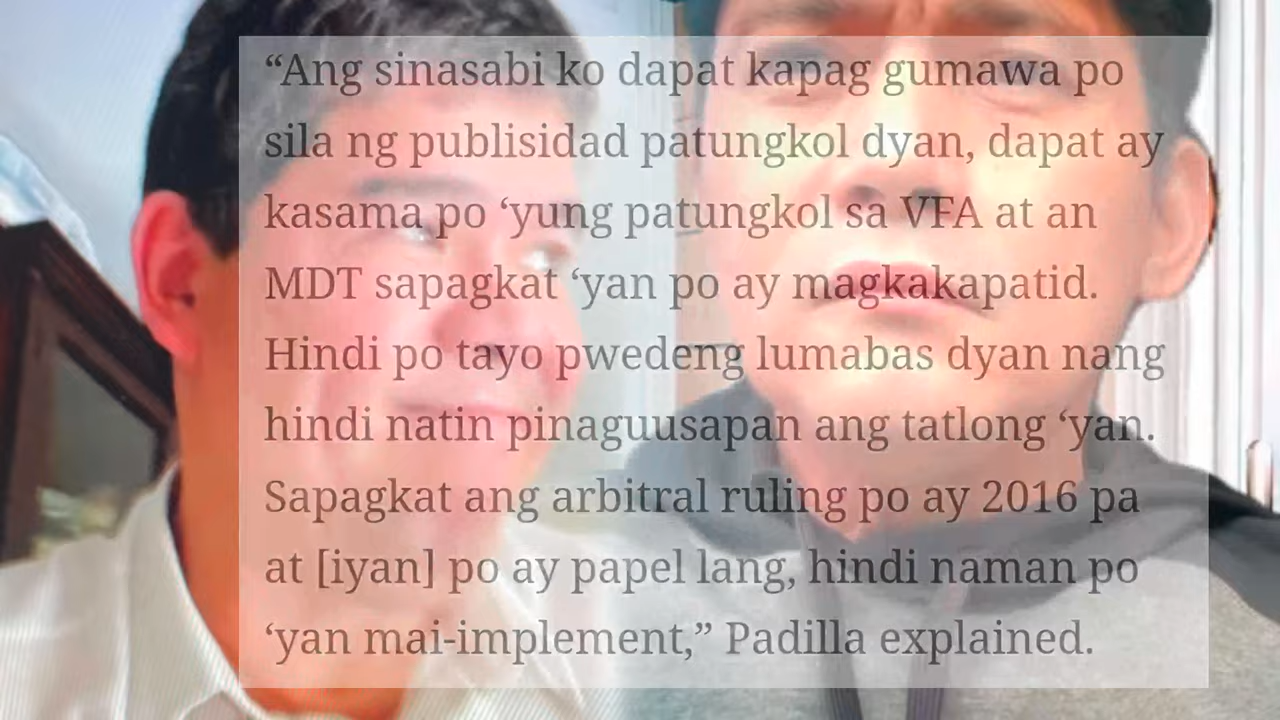 “Ang sinasabi ko dapat kapag gumawa po
sila ng publisidad patungkol dyan, dapat ay
kasama po ‘yung patungkol sa VFA at an
MDT sapagkat ‘yan po ay magkakapatid.
Hindi po tayo pwedeng lumabas dyan nang
hindi natin pinaguusapan ang tatlong ‘yan.
Sapagkat ang arbitral ruling po ay 2016 pa
at [iyan] po ay papel lang, hindi naman po
‘yan mai-implement,” Padilla explained.